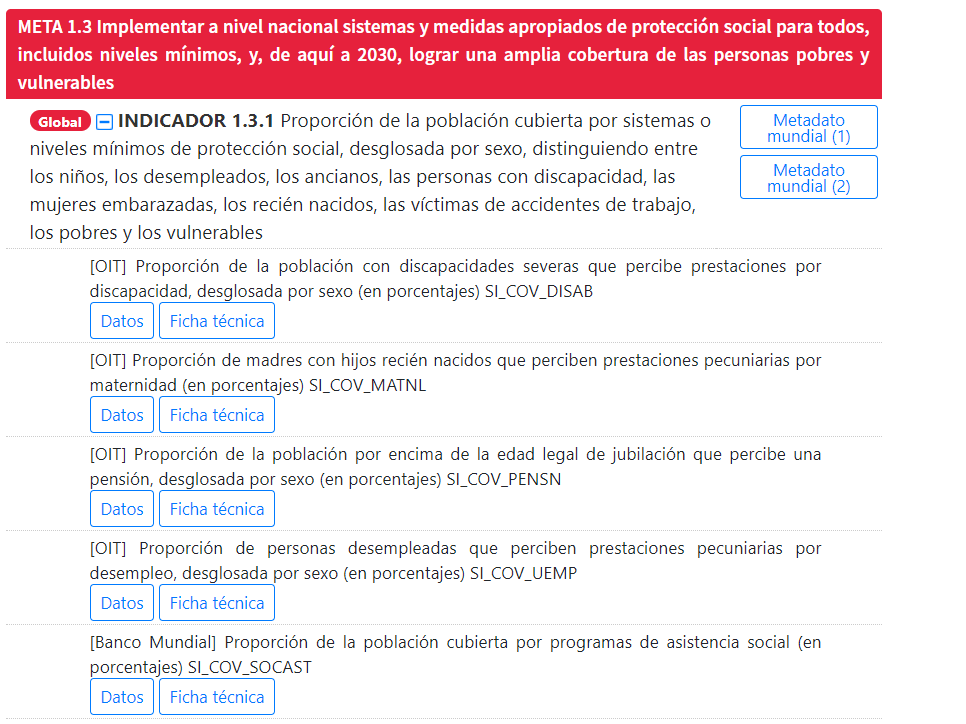 META 1.3 Implementar a nivel nacional sistemas y medidas apropiados de protección social para todos,
incluidos niveles mínimos, y, de aquí a 2030, lograr una amplia cobertura de las personas pobres y
vulnerables
Global INDICADOR 1.3.1 Proporción de la población cubierta por sistemas o
niveles mínimos de protección social, desglosada por sexo, distinguiendo entre
los niños, los desempleados, los ancianos, las personas con discapacidad, las
mujeres embarazadas, los recién nacidos, las víctimas de accidentes de trabajo,
los pobres y los vulnerables
Metadato
mundial (1)
Metadato
mundial (2)
[OIT] Proporción de la población con discapacidades severas que percibe prestaciones por
discapacidad, desglosada por sexo (en porcentajes) SI_COV_DISAB
Datos Ficha técnica
[OIT] Proporción de madres con hijos recién nacidos que perciben prestaciones pecuniarias por
maternidad (en porcentajes) SI_COV_MATNL
Datos Ficha técnica
[OIT] Proporción de la población por encima de la edad legal de jubilación que percibe una
pensión, desglosada por sexo (en porcentajes) SI_COV_PENSN
Datos Ficha técnica
[OIT] Proporción de personas desempleadas que perciben prestaciones pecuniarias por
desempleo, desglosada por sexo (en porcentajes) SI_COV_UEMP
Datos Ficha técnica
[Banco Mundial] Proporción de la población cubierta por programas de asistencia social (en
porcentajes) SI_COV_SOCAST
Datos Ficha técnica